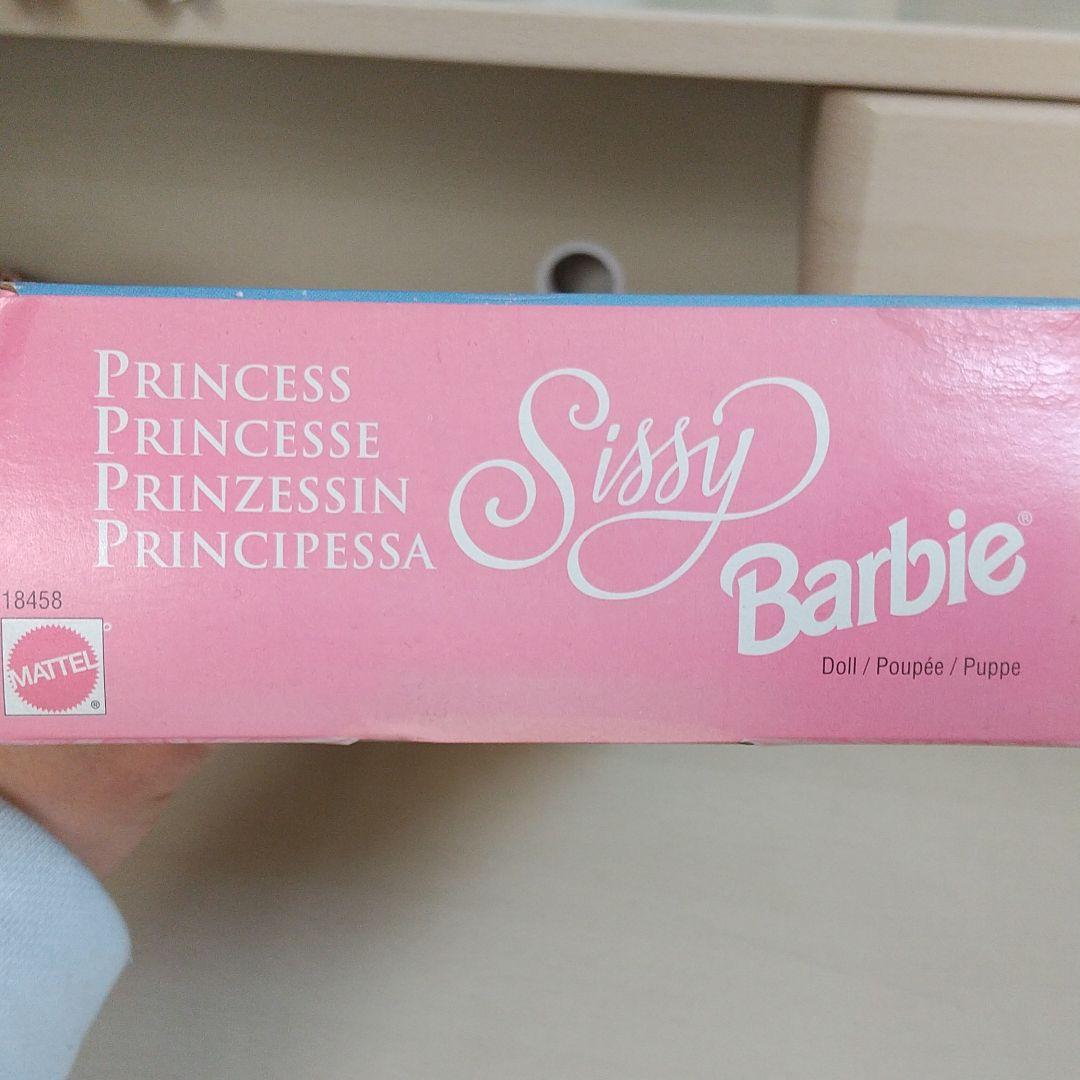 PRINCESS
PRINCESSE
PRINZESSIN
PRINCIPESSA
Sissy
Barbie®
Doll / Poupée / Puppe
18458
MATTEL®